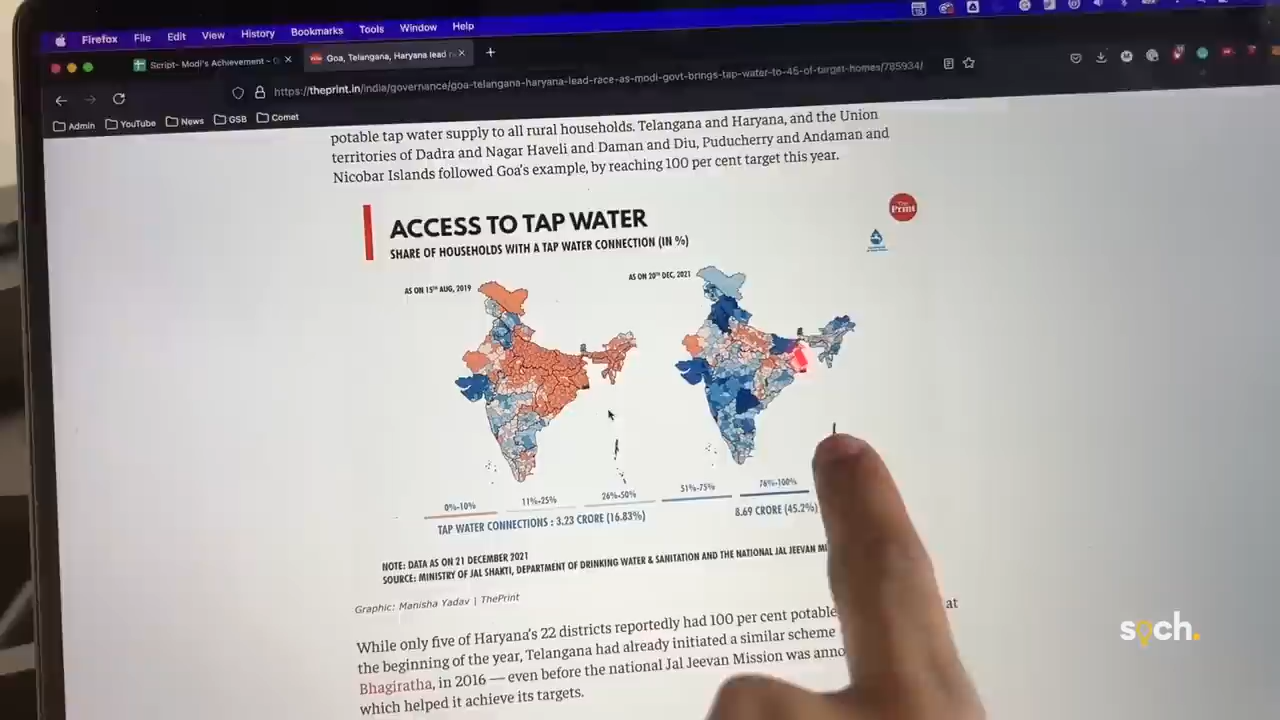 Firefox File Edit View History Bookmarks Tools Window Help
Script- Modi's Achievement -
Goa, Telangana, Haryana lead
https://theprint.in/india/governance/goa-telangana-haryana-lead-race-as-modi-govt-brings-tap-water-to-45-of-target-homes/785934/
Admin YouTube News GSB Comet
potable tap water supply to all rural households. Telangana and Haryana, and the Union
territories of Dadra and Nagar Haveli and Daman and Diu, Puducherry and Andaman and
Nicobar Islands followed Goa's example, by reaching 100 per cent target this year.
ACCESS TO TAP WATER
The Print
SHARE OF HOUSEHOLDS WITH A TAP WATER CONNECTION (IN %)
AS ON 15TH AUG, 2019
AS ON 20TH DEC, 2021
0%-10% 11%-25% 26%-50% 51%-75% 76%-100%
TAP WATER CONNECTIONS : 3.23 CRORE (16.83%) 8.69 CRORE (45.2%)
NOTE: DATA AS ON 21 DECEMBER 2021
SOURCE: MINISTRY OF JAL SHAKTI, DEPARTMENT OF DRINKING WATER & SANITATION AND THE NATIONAL JAL JEEVAN
Graphic: Manisha Yadav | ThePrint
While only five of Haryana's 22 districts reportedly had 100 per cent potable at
the beginning of the year, Telangana had already initiated a similar scheme
Bhagiratha, in 2016 — even before the national Jal Jeevan Mission was
which helped it achieve its targets.
soch.